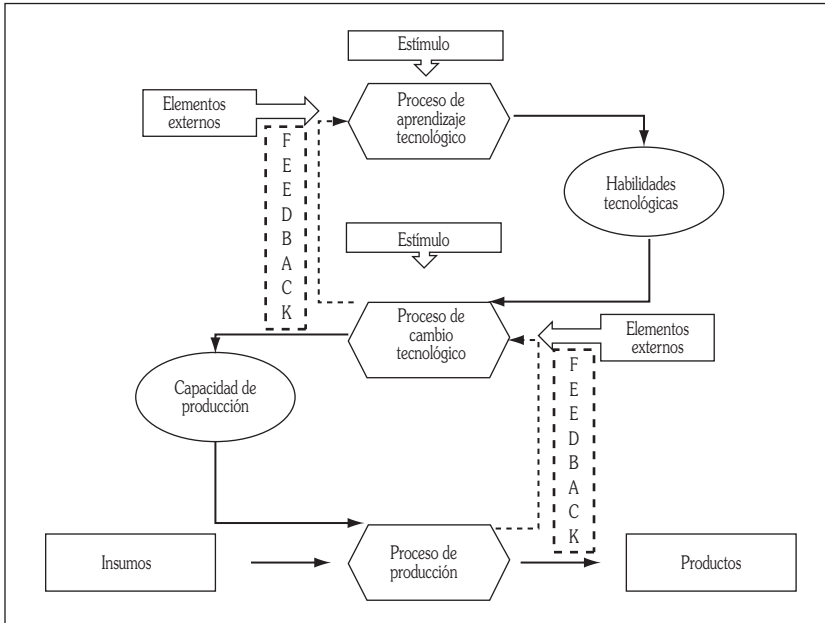 Estímulo
Elementos
externos
Proceso de
aprendizaje
tecnológico
F
E
E
D
B
A
C
K
Habilidades
tecnológicas
Estímulo
Proceso de
cambio
tecnológico
Elementos
externos
Capacidad de
producción
F
E
E
D
B
A
C
K
Insumos
Proceso de
producción
Productos